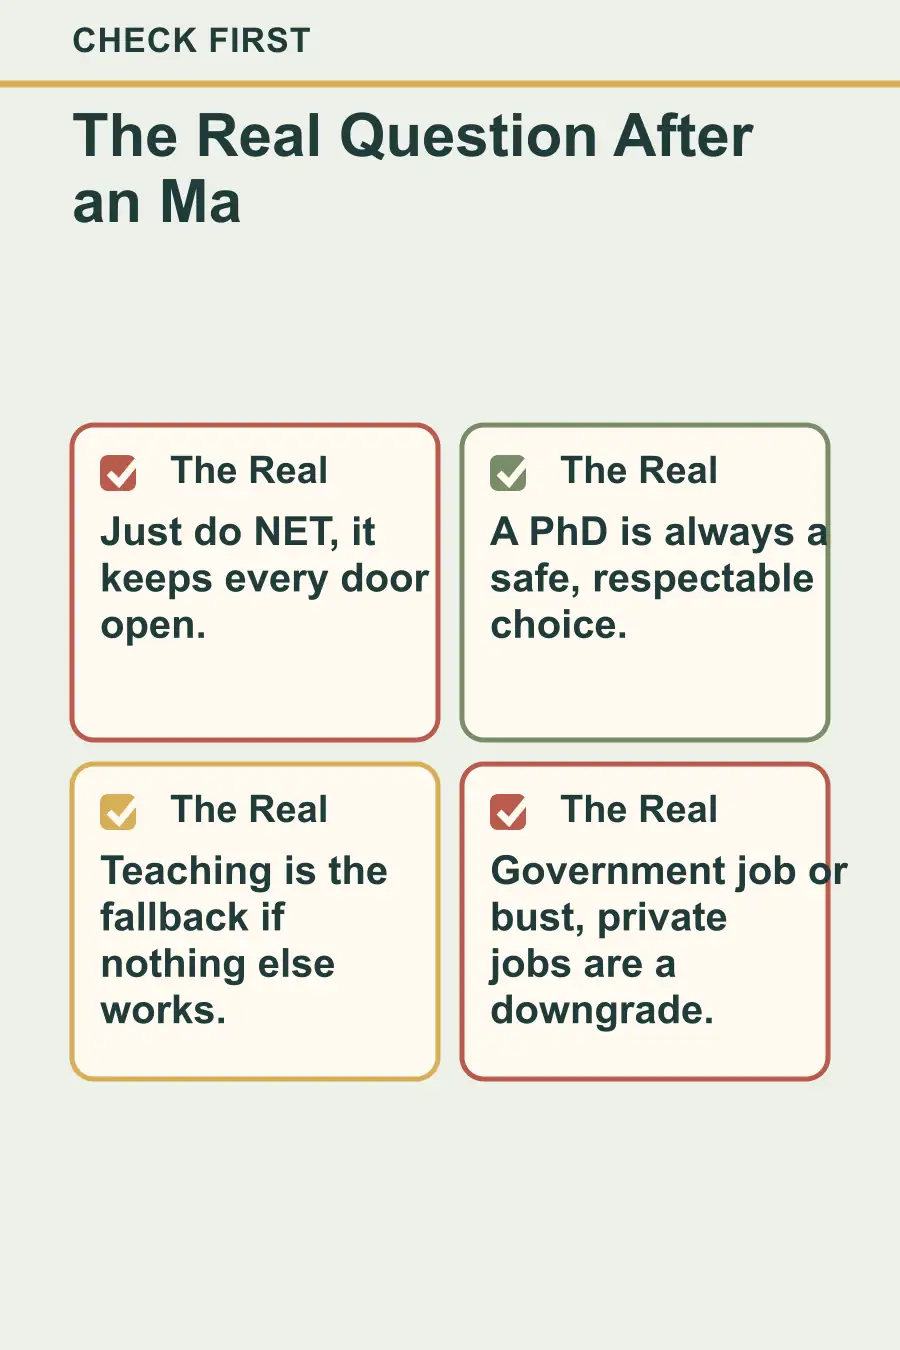 CHECK FIRST
The Real Question After
an Ma
The Real
Just do NET, it
keeps every door
open.
The Real
A PhD is always a
safe, respectable
choice.
The Real
Teaching is the
fallback if
nothing else
works.
The Real
Government job or
bust, private
jobs are a
downgrade.